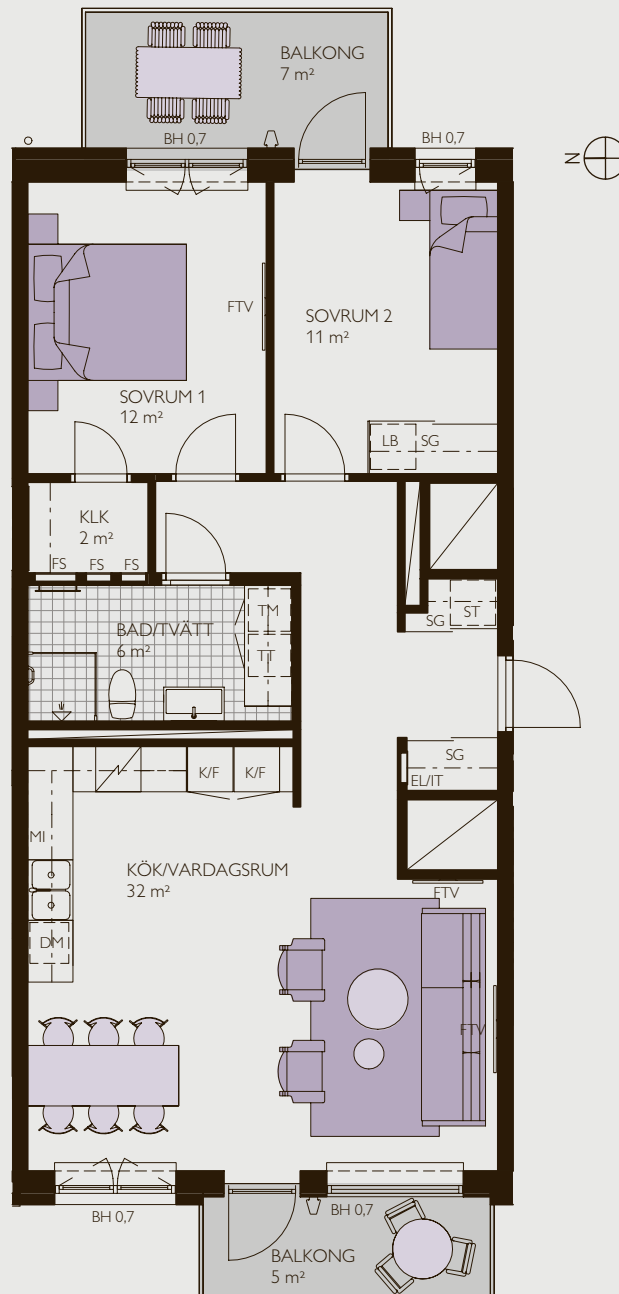 BALKONG
7 m²
BH 0,7
BH 0,7
N
FTV
SOVRUM 2
11 m²
SOVRUM 1
12 m²
LB
SG
KLK
2 m²
FS
FS
FS
TM
ST
SG
BAD/TVÄTT
6 m²
TT
SG
K/F
K/F
EL/IT
MI
KÖK/VARDAGSRUM
32 m²
FTV
DM
FTV
BH 0,7
BH 0,7
BALKONG
5 m²